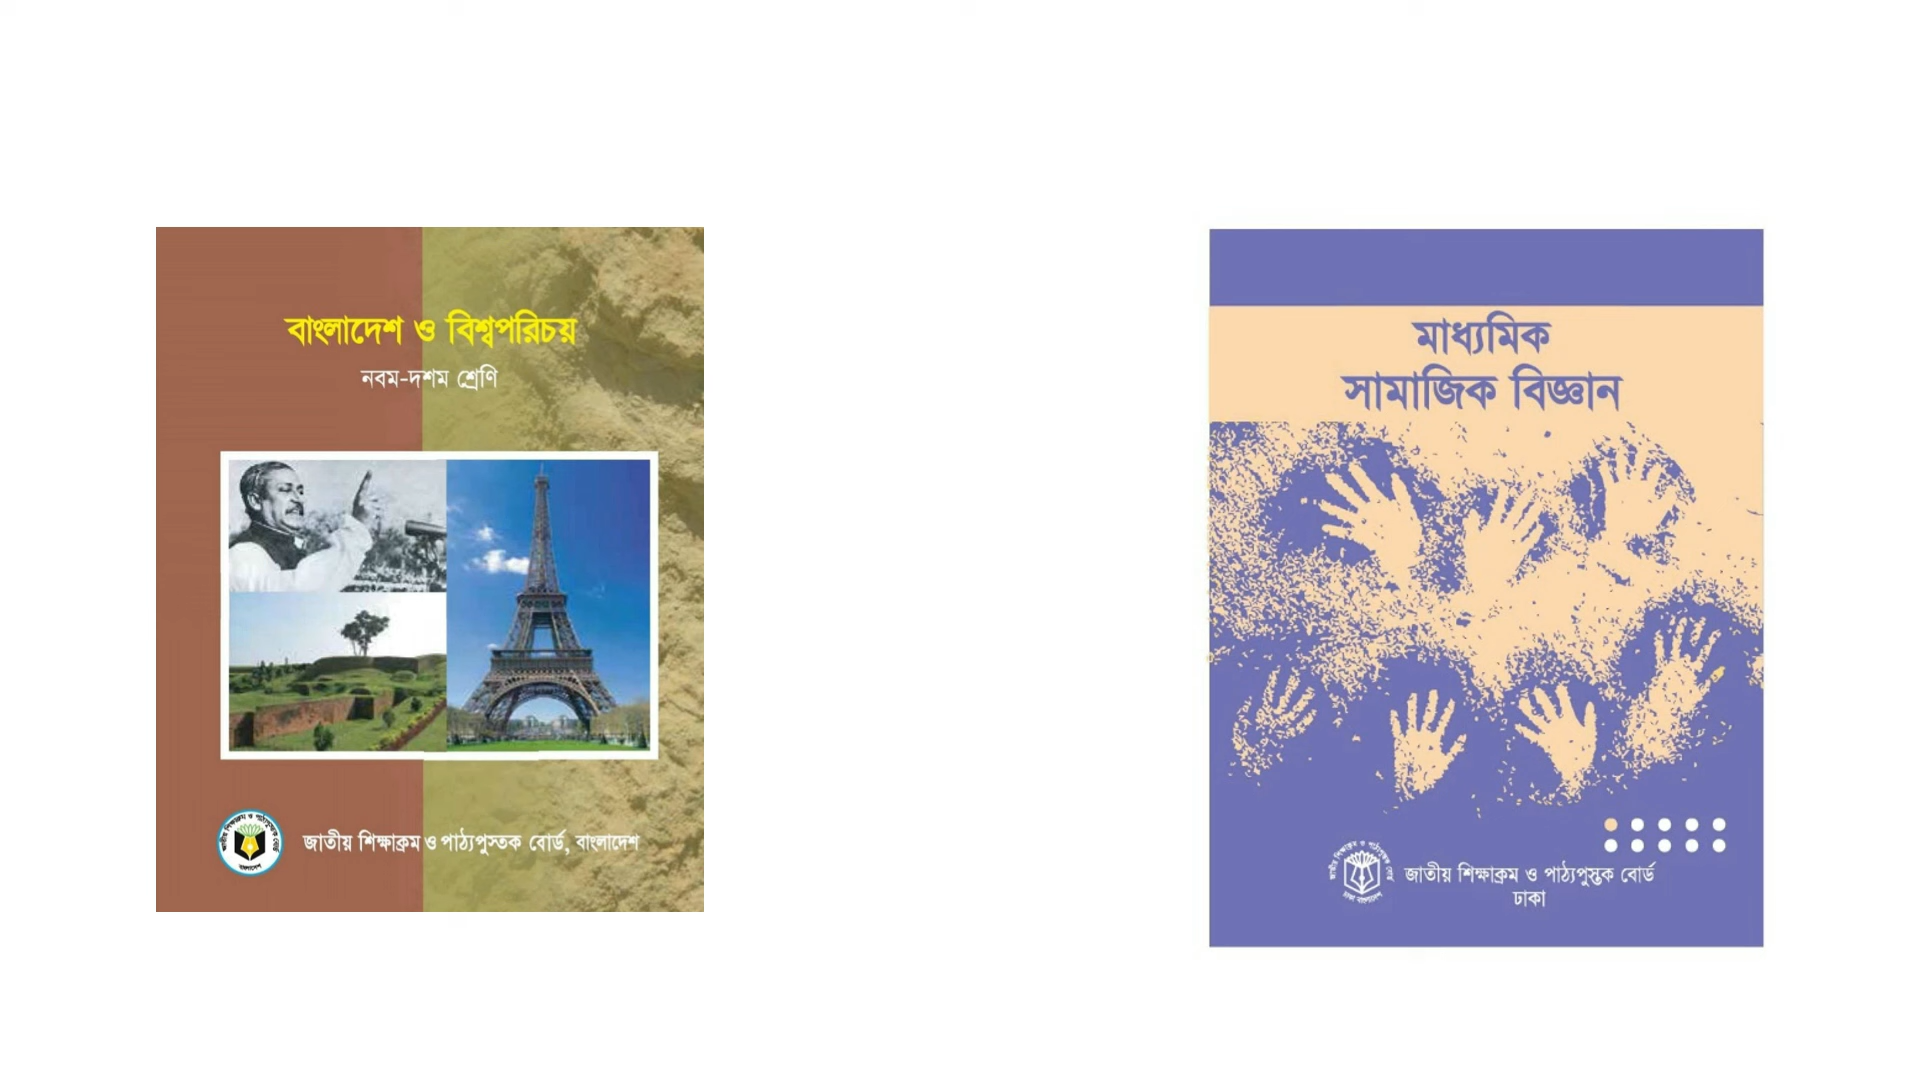 বাংলাদেশ ও বিশ্বপরিচয়
নবম-দশম শ্রেণি
জাতীয় শিক্ষাক্রম ও পাঠ্যপুস্তক বোর্ড, বাংলাদেশ
মাধ্যমিক
সামাজিক বিজ্ঞান
জাতীয় শিক্ষাক্রম ও পাঠ্যপুস্তক বোর্ড
ঢাকা